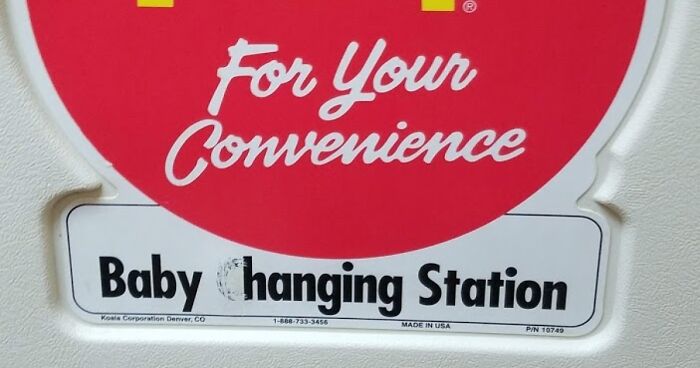 ®
For Your
Convenience
Baby hanging Station
Koala Corporation Denver, CO 1-888-733-3456 MADE IN USA P/N 10749